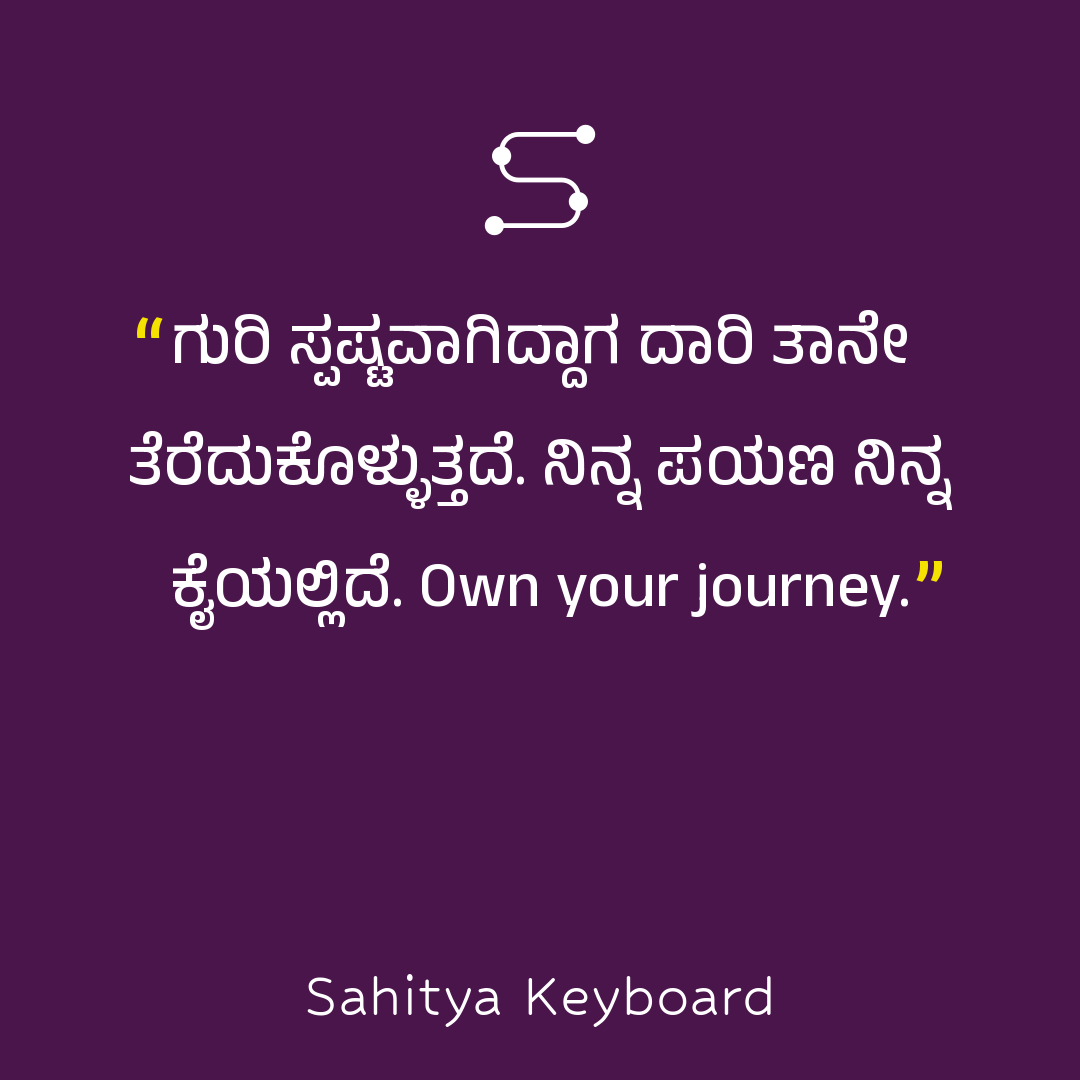 “ಗುರಿ ಸ್ಪಷ್ಟವಾಗಿದ್ದಾಗ ದಾರಿ ತಾನೇ
ತೆರೆದುಕೊಳ್ಳುತ್ತದೆ. ನಿನ್ನ ಪಯಣ ನಿನ್ನ
ಕೈಯಲ್ಲಿದೆ. Own your journey.”
Sahitya Keyboard